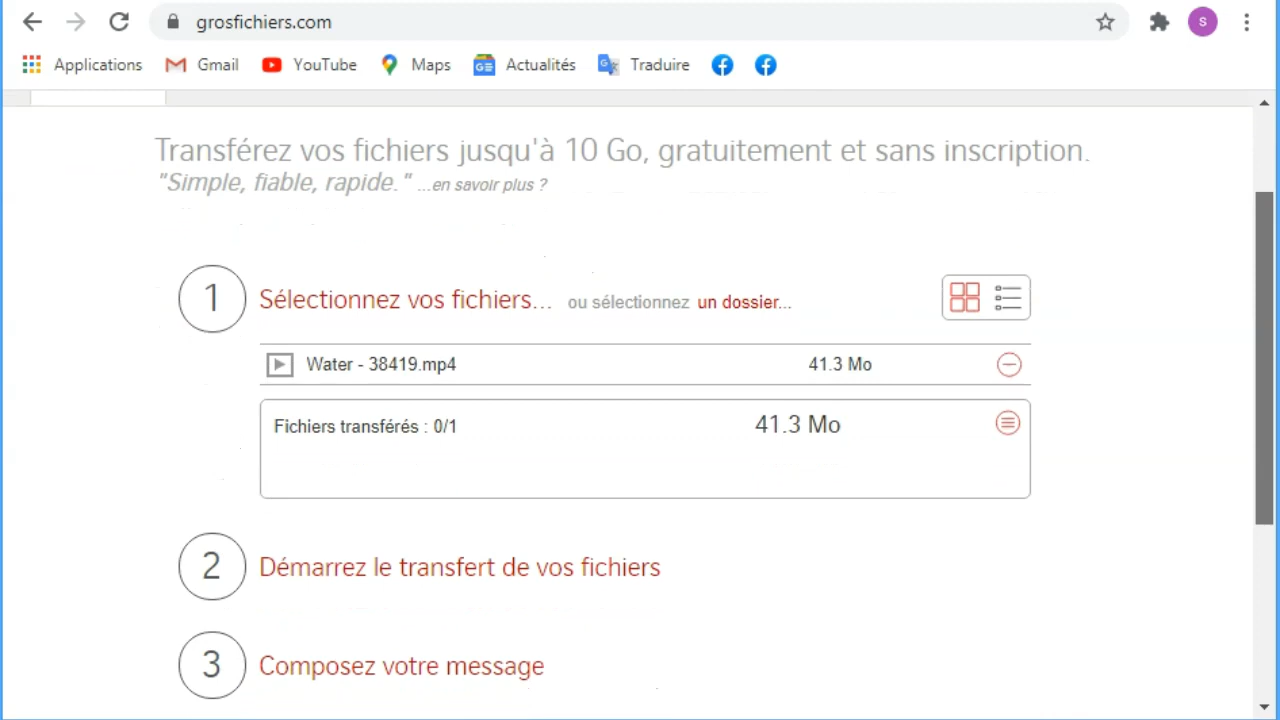 grosfichiers.com
S
Applications Gmail YouTube Maps Actualités Traduire
Transférez vos fichiers jusqu'à 10 Go, gratuitement et sans inscription.
"Simple, fiable, rapide." ...en savoir plus ?
1 Sélectionnez vos fichiers... ou sélectionnez un dossier...
Water - 38419.mp4 41.3 Mo
Fichiers transférés : 0/1 41.3 Mo
2 Démarrez le transfert de vos fichiers
3 Composez votre message